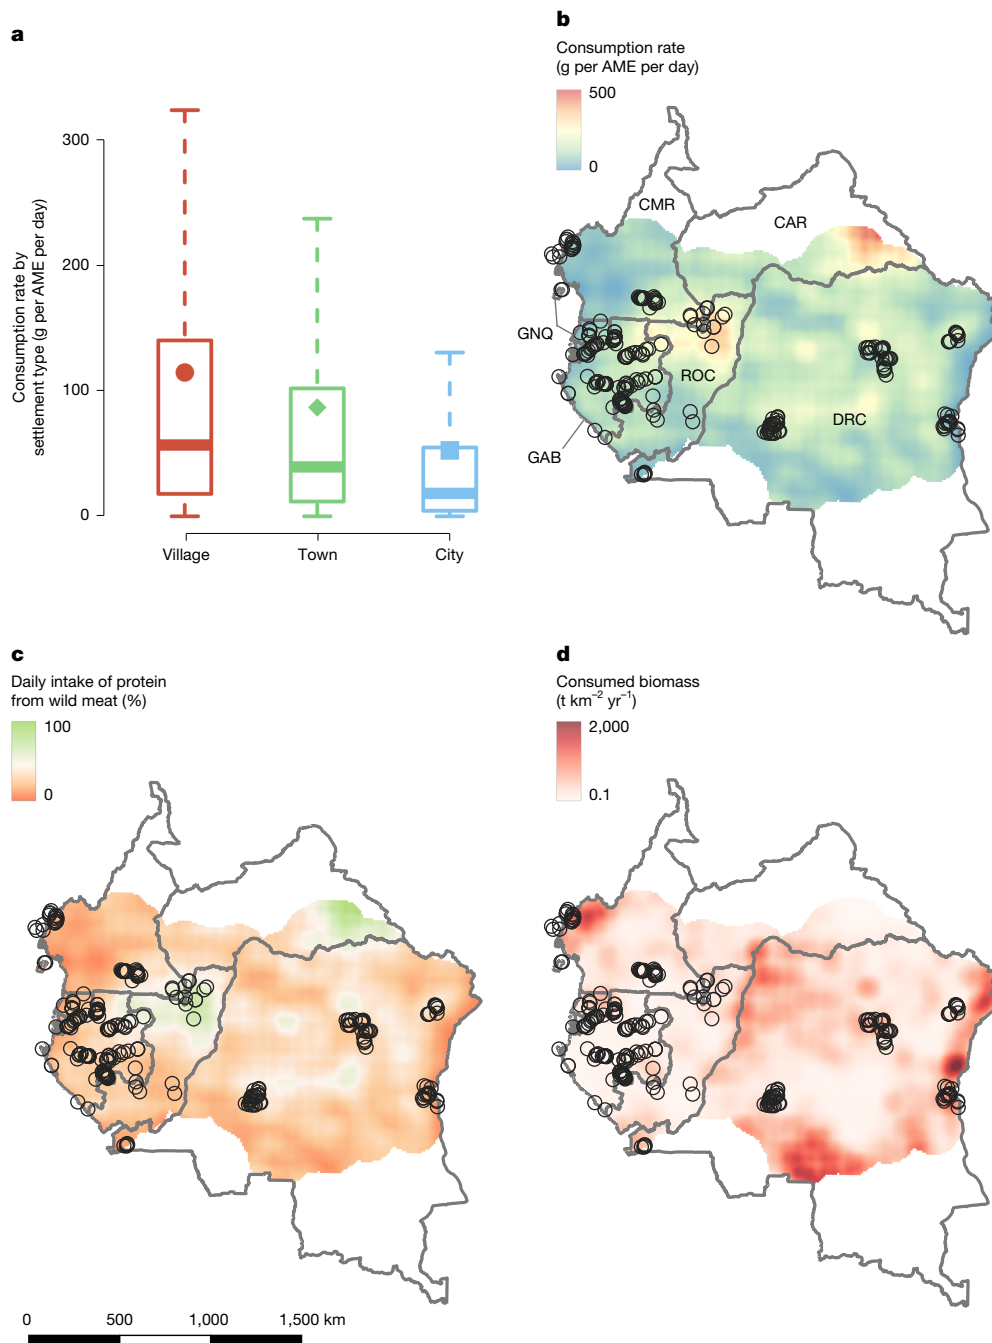 a
Consumption rate by
settlement type (g per AME per day)
300
200
100
0
Village
Town
City
b
Consumption rate
(g per AME per day)
500
0
CMR
CAR
GNQ
ROC
DRC
GAB
c
Daily intake of protein
from wild meat (%)
100
0
0
500
1,000
1,500 km
d
Consumed biomass
(t km⁻² yr⁻¹)
2,000
0.1